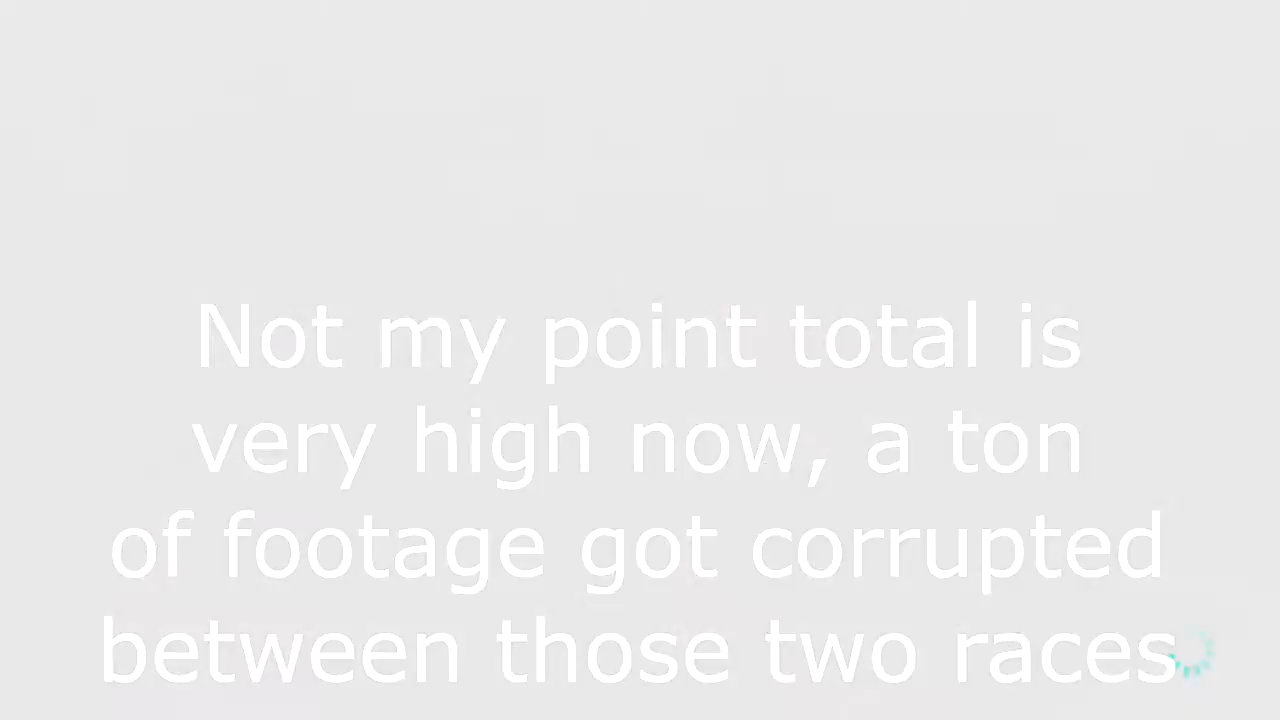 Not my point total is
very high now, a ton
of footage got corrupted
between those two races